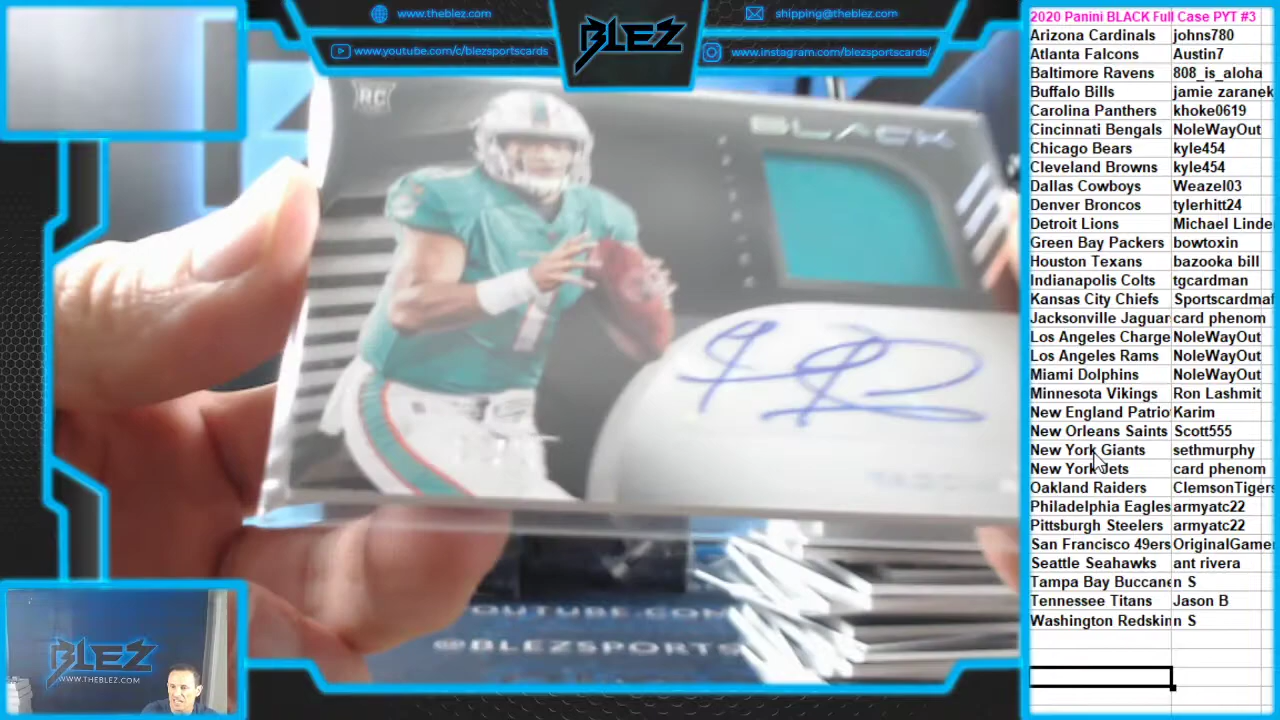 www.theblez.com
shipping@theblez.com
BLEZ
www.youtube.com/c/blezsportscards
www.instagram.com/blezsportscards/
RC
BLACK
1
YOUTUBE.COM
@BLEZSPORTS
BLEZ
WWW.THEBLEZ.COM
2020 Panini BLACK Full Case PYT #3
Arizona Cardinals johns780
Atlanta Falcons Austin7
Baltimore Ravens 808_is_aloha
Buffalo Bills jamie zaranek
Carolina Panthers khoke0619
Cincinnati Bengals NoleWayOut
Chicago Bears kyle454
Cleveland Browns kyle454
Dallas Cowboys Weazel03
Denver Broncos tylerhitt24
Detroit Lions Michael Linde
Green Bay Packers bowtoxin
Houston Texans bazooka bill
Indianapolis Colts tgcardman
Kansas City Chiefs Sportscardma
Jacksonville Jaguar card phenom
Los Angeles Charge NoleWayOut
Los Angeles Rams NoleWayOut
Miami Dolphins NoleWayOut
Minnesota Vikings Ron Lashmit
New England Patrio Karim
New Orleans Saints Scott555
New York Giants sethmurphy
New York Jets card phenom
Oakland Raiders ClemsonTigers
Philadelphia Eagles armyatc22
Pittsburgh Steelers armyatc22
San Francisco 49ers OriginalGamer
Seattle Seahawks ant rivera
Tampa Bay Buccane n S
Tennessee Titans Jason B
Washington Redskin n S